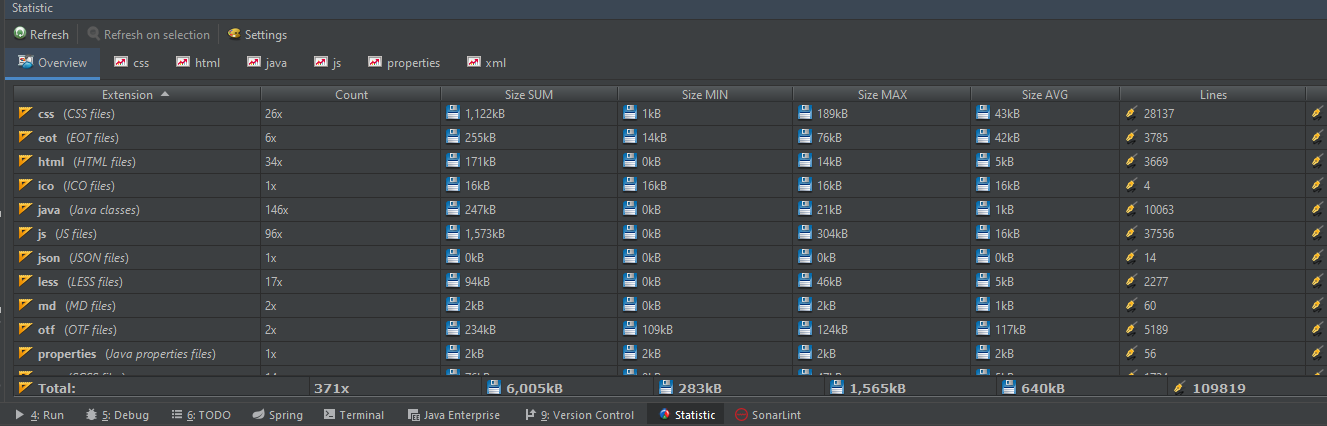 Statistic
Refresh Refresh on selection Settings
Overview css html java js properties xml
Extension Count Size SUM Size MIN Size MAX Size AVG Lines
css (CSS files) 26x 1,122kB 1kB 189kB 43kB 28137
eot (EOT files) 6x 255kB 14kB 76kB 42kB 3785
html (HTML files) 34x 171kB 0kB 14kB 5kB 3669
ico (ICO files) 1x 16kB 16kB 16kB 16kB 4
java (Java classes) 146x 247kB 0kB 21kB 1kB 10063
js (JS files) 96x 1,573kB 0kB 304kB 16kB 37556
json (JSON files) 1x 0kB 0kB 0kB 0kB 14
less (LESS files) 17x 94kB 0kB 46kB 5kB 2277
md (MD files) 2x 2kB 0kB 2kB 1kB 60
otf (OTF files) 2x 234kB 109kB 124kB 117kB 5189
properties (Java properties files) 1x 2kB 2kB 2kB 2kB 56
Total: 371x 6,005kB 283kB 1,565kB 640kB 109819
4: Run 5: Debug 6: TODO Spring Terminal Java Enterprise 9: Version Control Statistic SonarLint